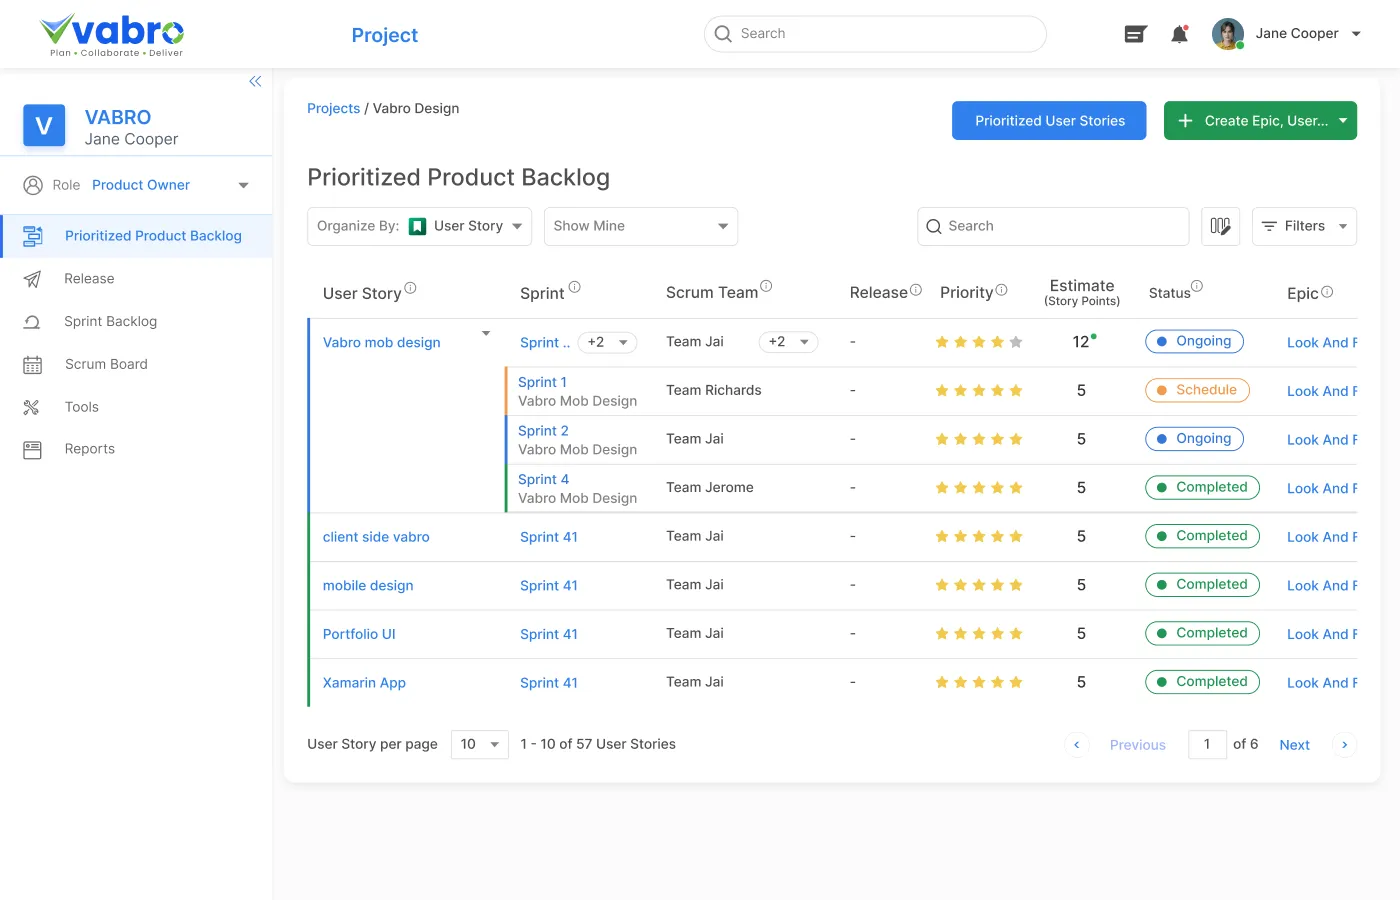 vabro
Plan • Collaborate • Deliver
Project
Search
Jane Cooper
V
VABRO
Jane Cooper
Role Product Owner
Prioritized Product Backlog
Release
Sprint Backlog
Scrum Board
Tools
Reports
Projects / Vabro Design
Prioritized User Stories
+ Create Epic, User...
Prioritized Product Backlog
Organize By: User Story
Show Mine
Search
Filters
User Story Sprint Scrum Team Release Priority Estimate (Story Points) Status Epic
Vabro mob design Sprint .. +2 Team Jai +2 - 12 Ongoing Look And F
Sprint 1 Team Richards - 5 Schedule Look And F
Vabro Mob Design
Sprint 2 Team Jai - 5 Ongoing Look And F
Vabro Mob Design
Sprint 4 Team Jerome - 5 Completed Look And F
Vabro Mob Design
client side vabro Sprint 41 Team Jai - 5 Completed Look And F
mobile design Sprint 41 Team Jai - 5 Completed Look And F
Portfolio UI Sprint 41 Team Jai - 5 Completed Look And F
Xamarin App Sprint 41 Team Jai - 5 Completed Look And F
User Story per page 10 1 - 10 of 57 User Stories
‹ Previous 1 of 6 Next ›